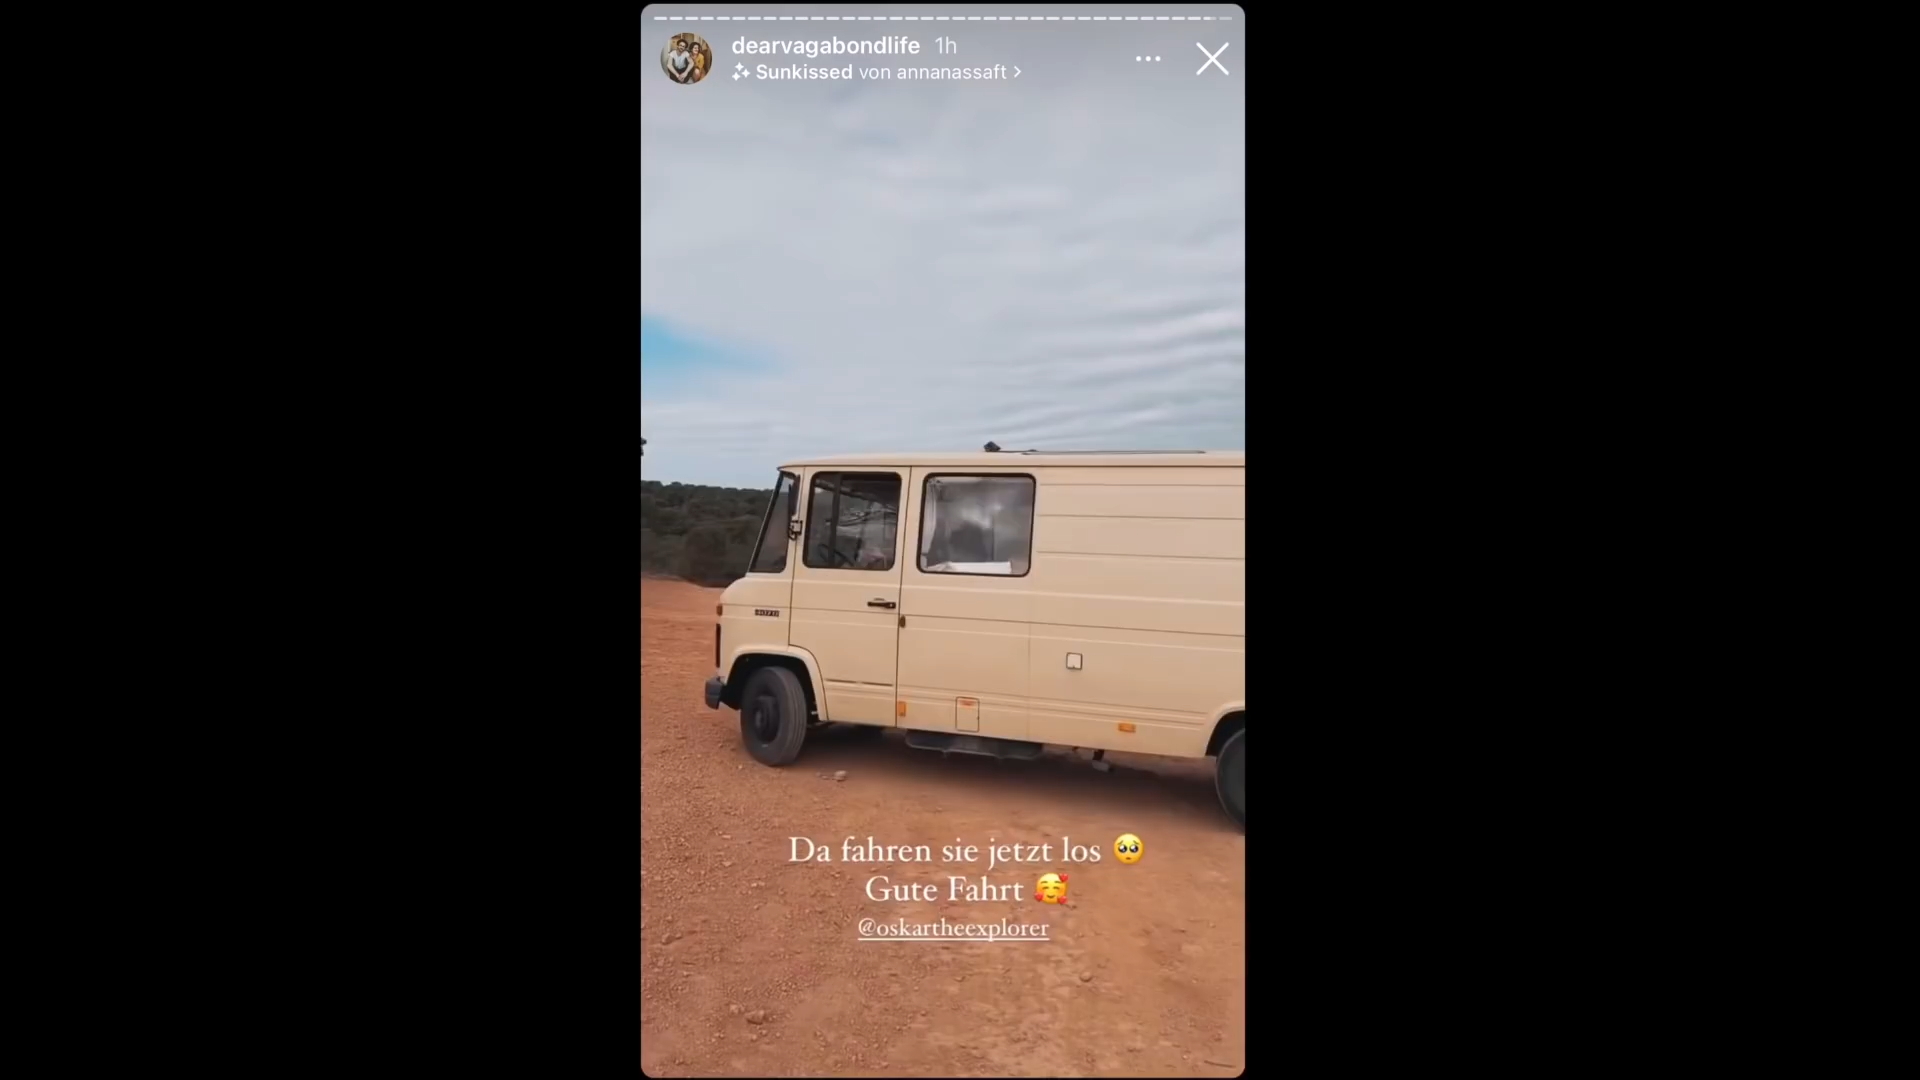 dearvagabondlife 1h
Sunkissed von annanassaft
Da fahren sie jetzt los 🥺
Gute Fahrt 🥰
@oskartheexplorer